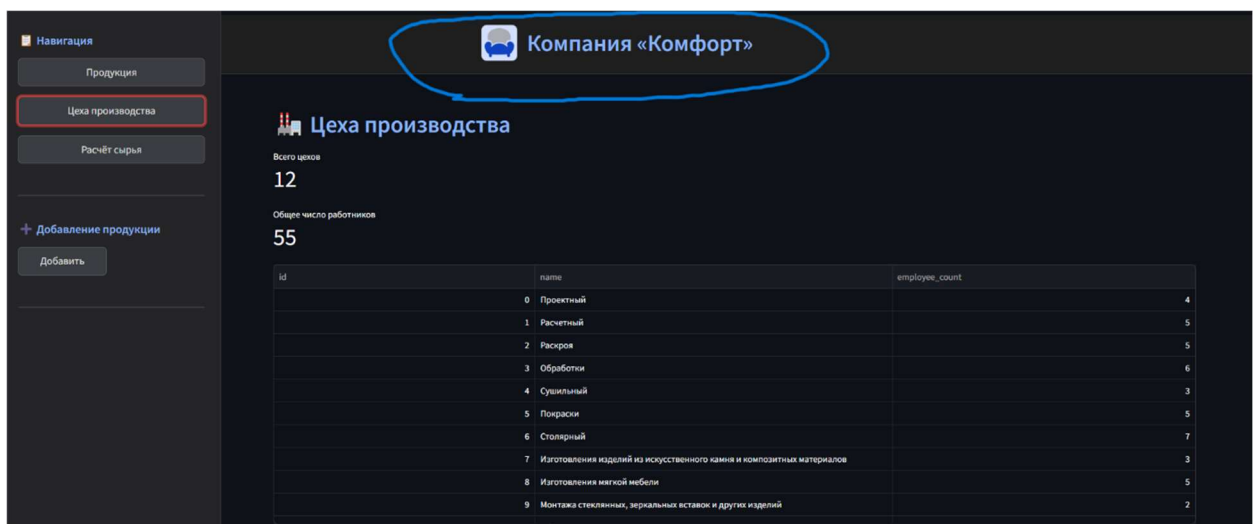 Навигация
Продукция
Цеха производства
Расчёт сырья
Добавление продукции
Добавить
Компания «Комфорт»
Цеха производства
Всего цехов
12
Общее число работников
55
id name employee_count
0 Проектный 4
1 Расчетный 5
2 Раскроя 5
3 Обработки 6
4 Сушильный 3
5 Покраски 5
6 Столярный 7
7 Изготовления изделий из искусственного камня и композитных материалов 3
8 Изготовления мягкой мебели 5
9 Монтажа стеклянных, зеркальных вставок и других изделий 2